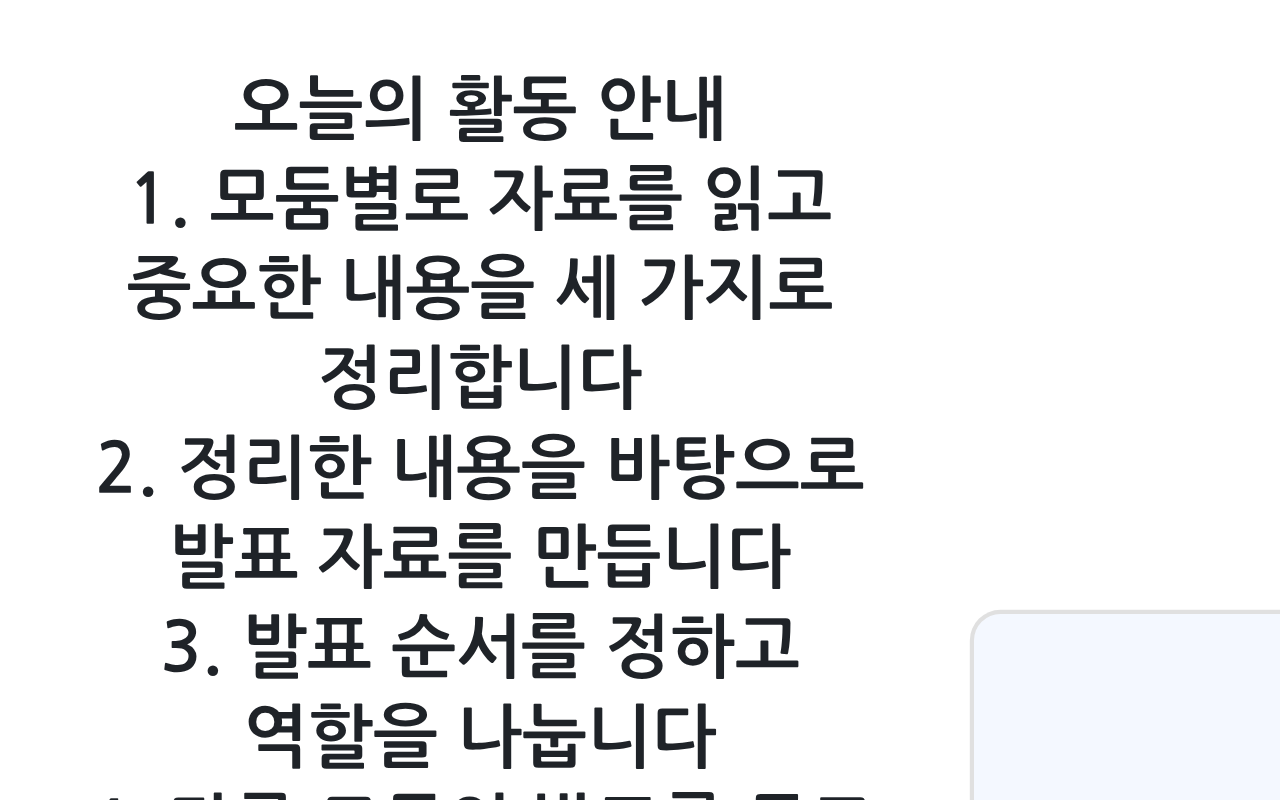 오늘의 활동 안내
1. 모둠별로 자료를 읽고
중요한 내용을 세 가지로
정리합니다
2. 정리한 내용을 바탕으로
발표 자료를 만듭니다
3. 발표 순서를 정하고
역할을 나눕니다